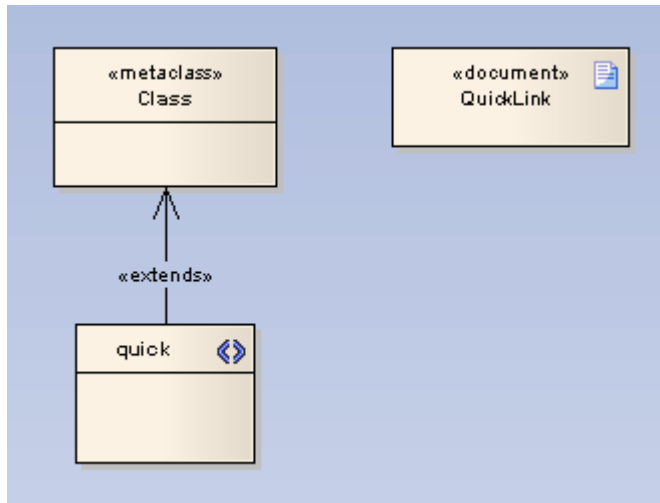 «metaclass»
Class
«document»
QuickLink
«extends»
quick